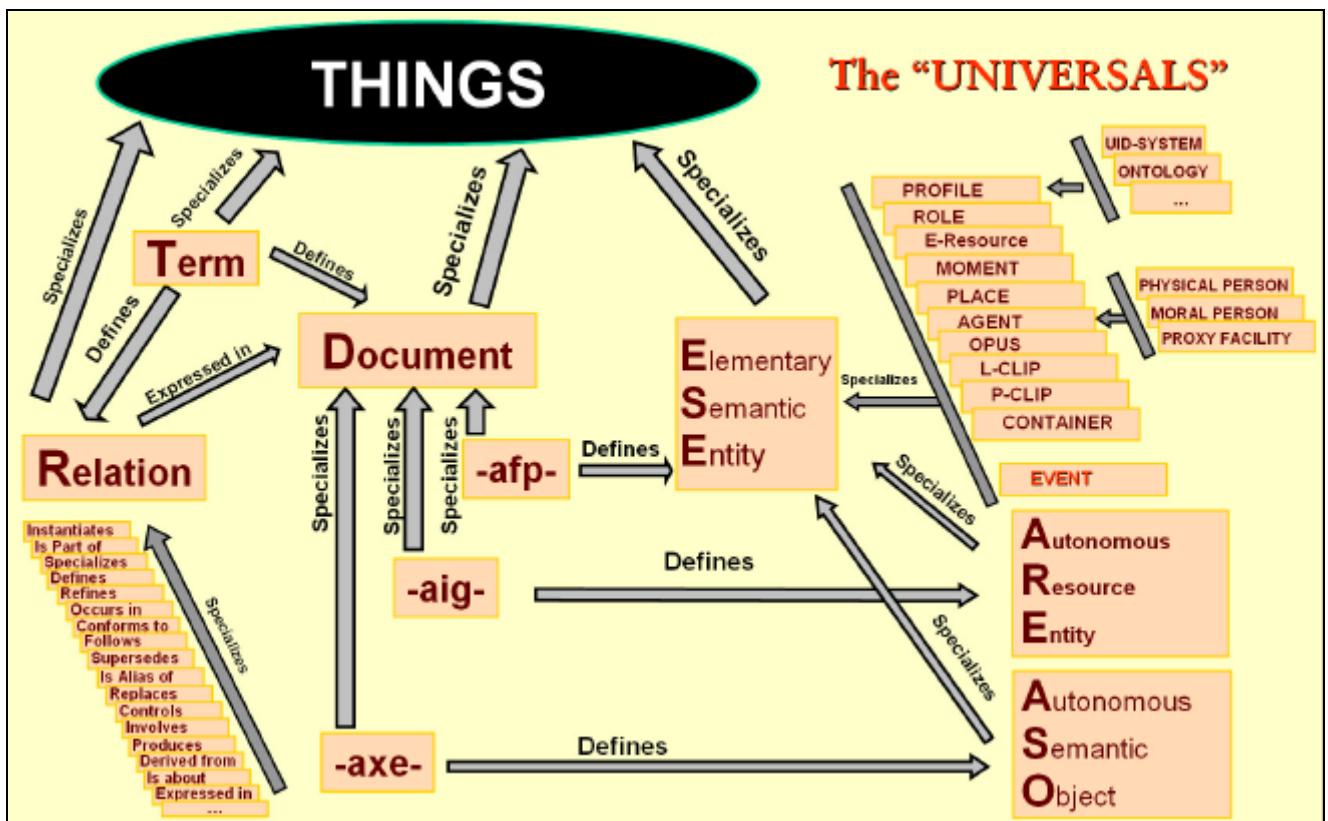 THINGS
The “UNIVERSALS”
Specializes
Specializes
Specializes
Specializes
Term
Defines
Defines
Expressed in
Document
Relation
Elementary
Semantic
Entity
UID-SYSTEM
ONTOLOGY
...
PROFILE
ROLE
E-Resource
MOMENT
PLACE
AGENT
OPUS
L-CLIP
P-CLIP
CONTAINER
PHYSICAL PERSON
MORAL PERSON
PROXY FACILITY
Specializes
EVENT
Specializes
Specializes
Specializes
Specializes
-afp-
Defines
-aig-
Defines
Autonomous
Resource
Entity
Specializes
Instantiates
Is Part of
Specializes
Defines
Refines
Occurs in
Conforms to
Follows
Supersedes
Is Alias of
Replaces
Controls
Involves
Produces
Derived from
Is about
Expressed in
...
Specializes
-axe-
Defines
Autonomous
Semantic
Object